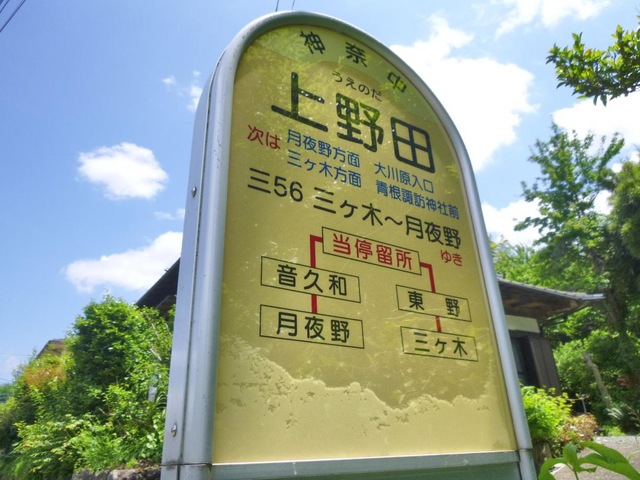 神奈中
うえのだ
上野田
次は 月夜野方面 大川原入口
三ヶ木方面 青根諏訪神社前
三56 三ヶ木～月夜野
ゆき
当停留所
音久和 東野
月夜野 三ヶ木